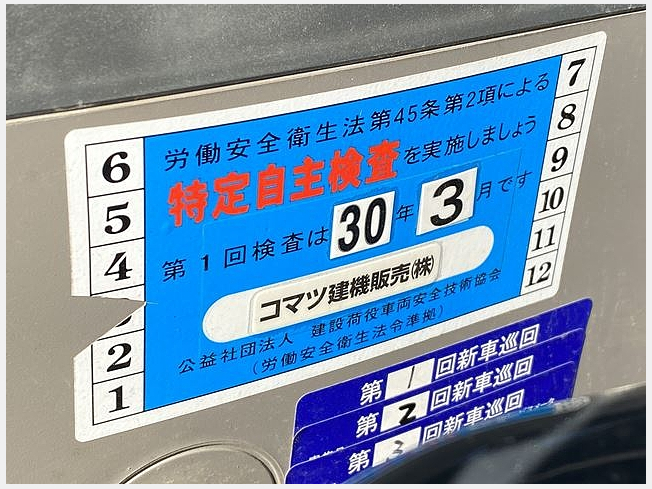 労働安全衛生法第45条第2項による
特定自主検査を実施しましょう
第1回検査は30年3月です
コマツ建機販売(株)
公益社団法人 建設荷役車両安全技術協会
(労働安全衛生法令準拠)
6
5
4
2
1
7
8
9
10
11
12
第1回新車巡回
第2回新車巡回
第3回新車巡回